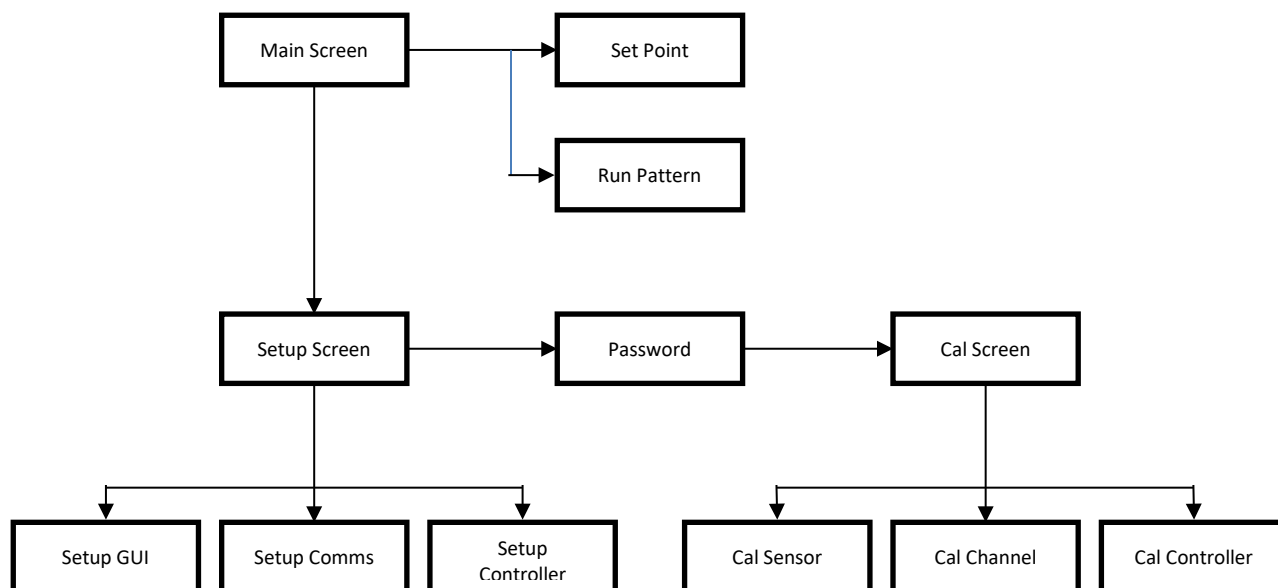 Main Screen
Set Point
Run Pattern
Setup Screen
Password
Cal Screen
Setup GUI
Setup Comms
Setup
Controller
Cal Sensor
Cal Channel
Cal Controller